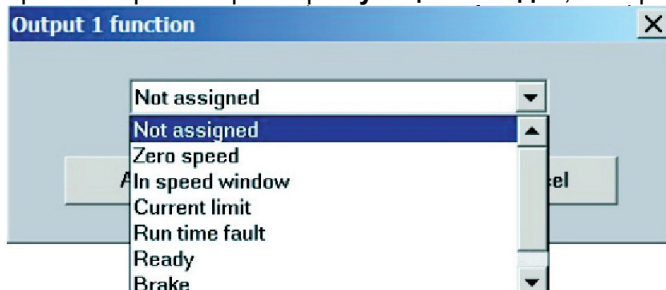 Output 1 function
Not assigned
Not assigned
Zero speed
In speed window
Current limit
Run time fault
Ready
Brake